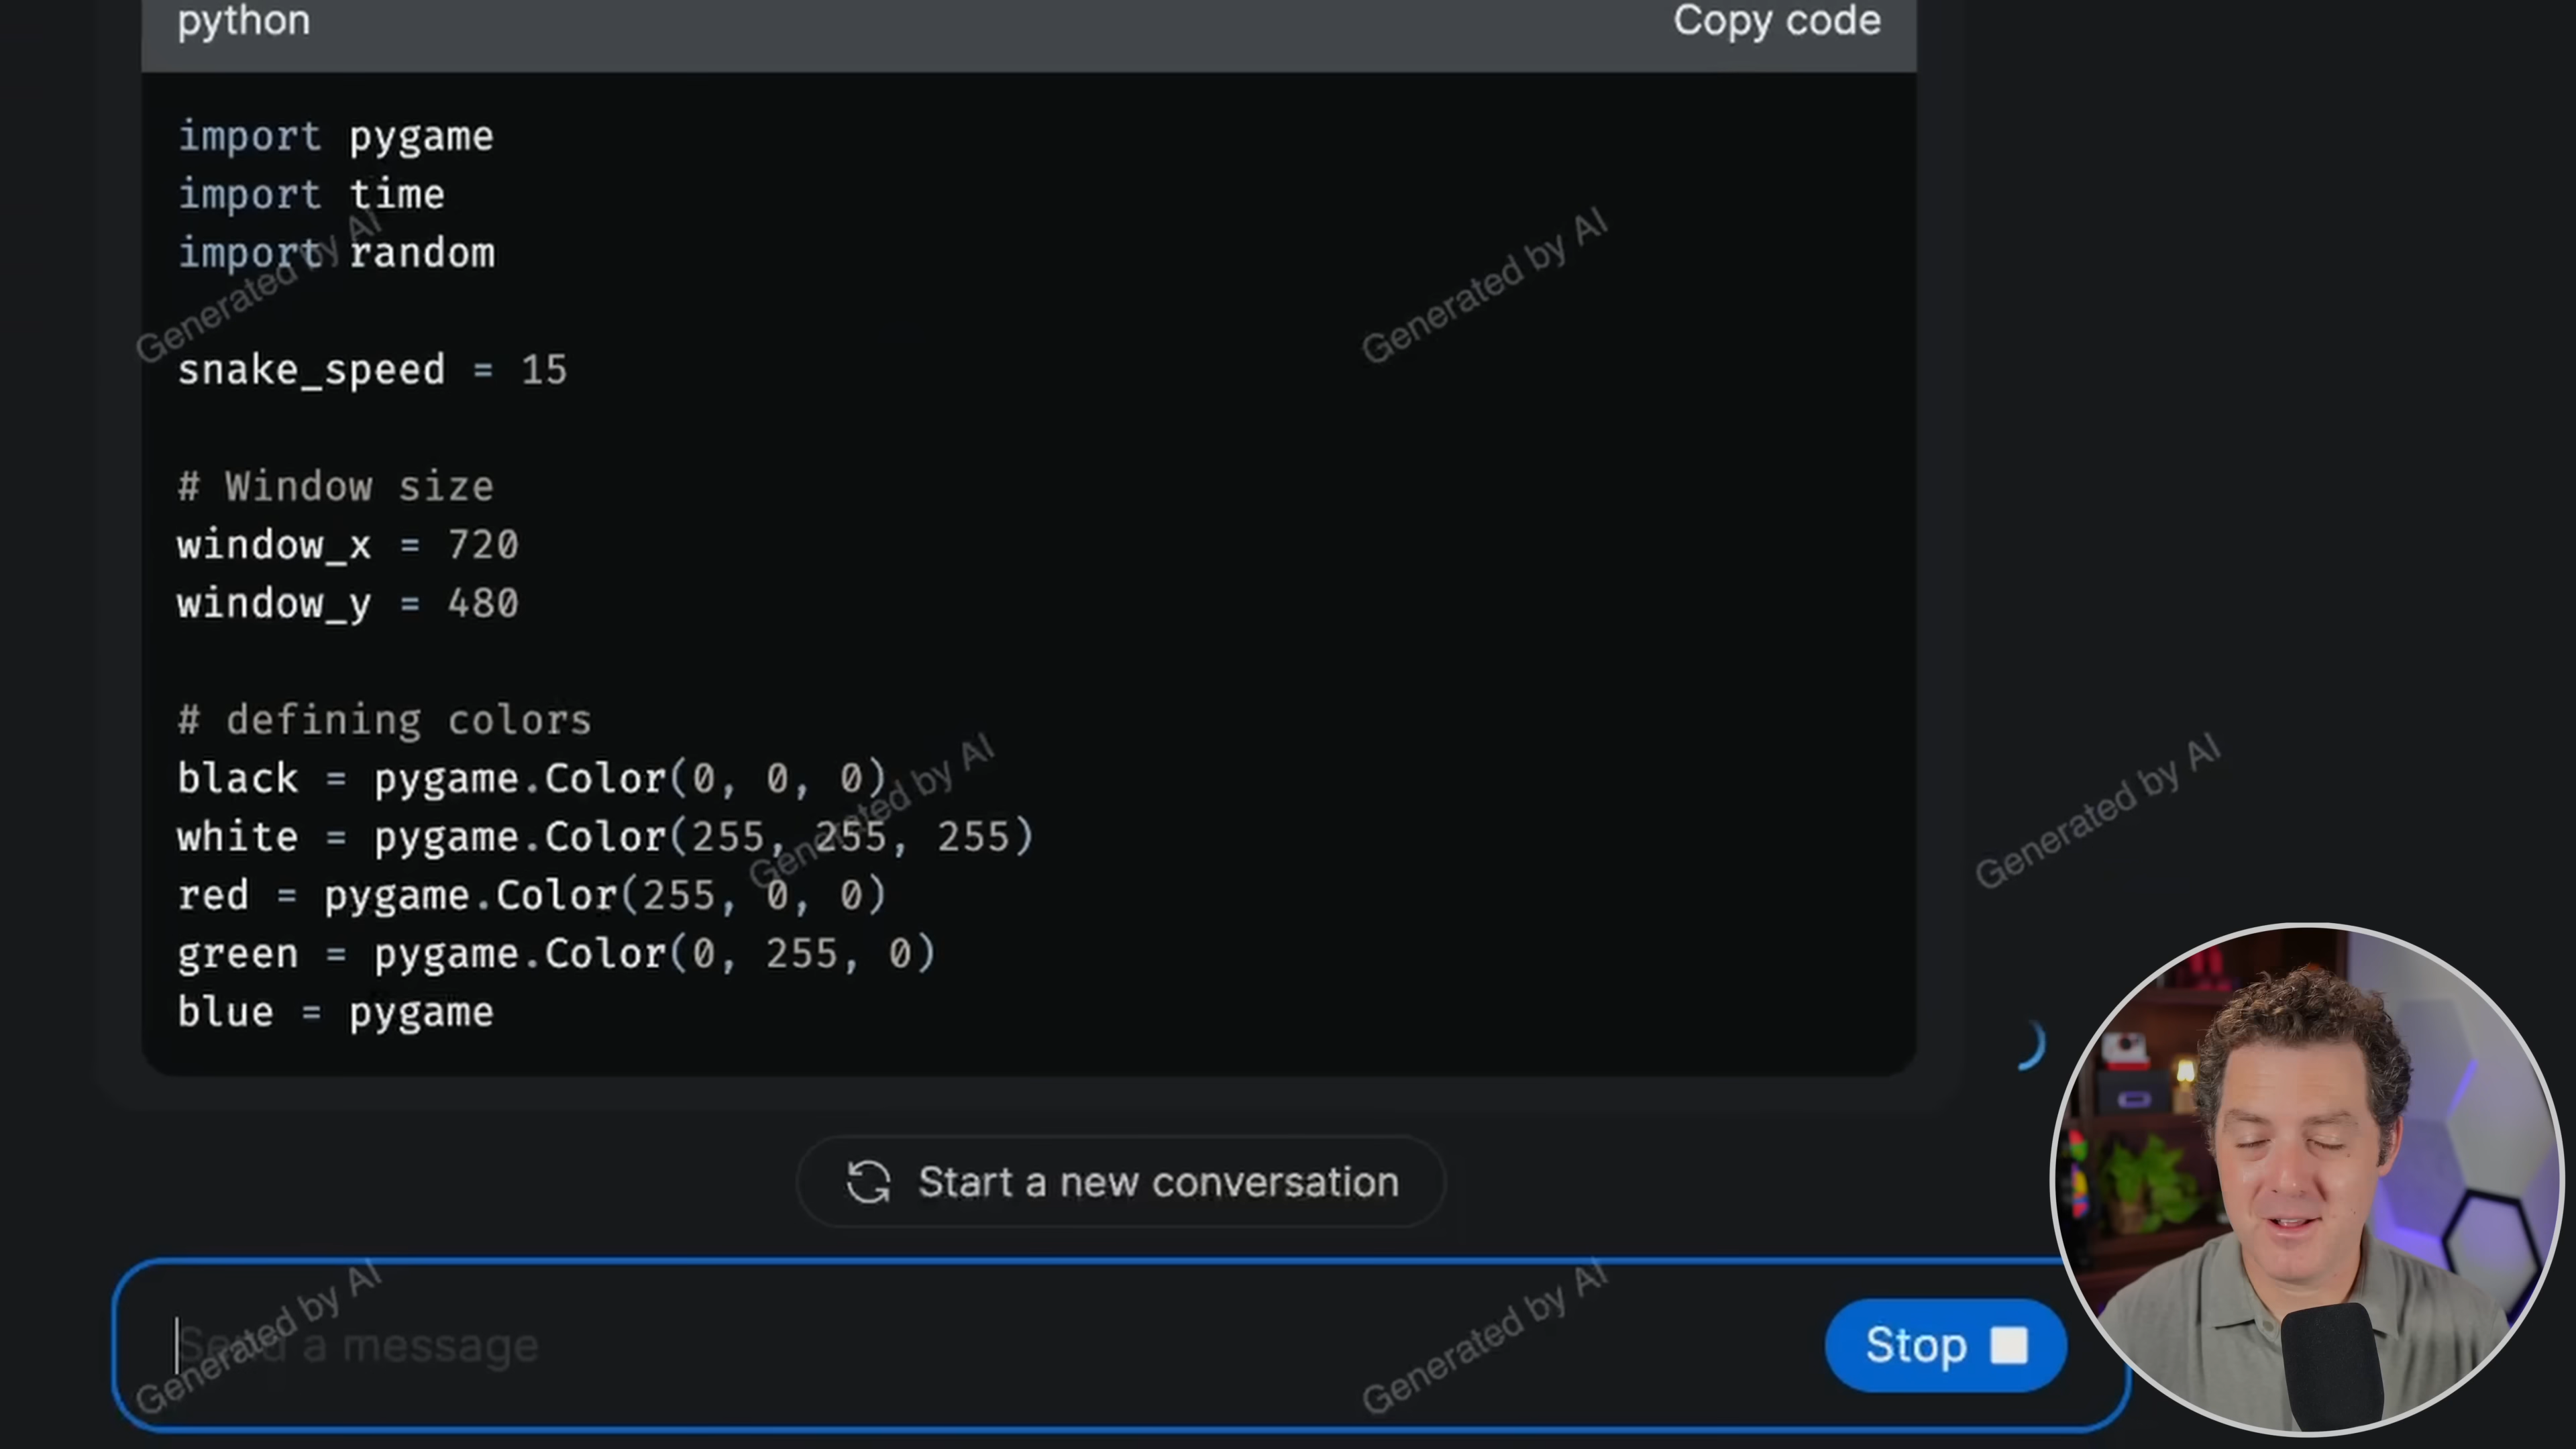 python
Copy code
import pygame
import time
import random
snake_speed = 15
# Window size
window_x = 720
window_y = 480
# defining colors
black = pygame.Color(0, 0, 0)
white = pygame.Color(255, 255, 255)
red = pygame.Color(255, 0, 0)
green = pygame.Color(0, 255, 0)
blue = pygame
Generated by AI
Generated by AI
Generated by AI
Generated by AI
Start a new conversation
Send a message
Stop
Generated by AI
Generated by AI